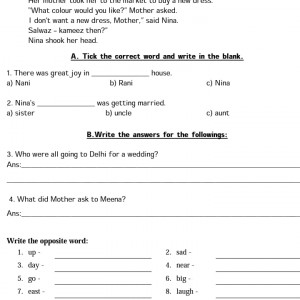 Her mother took her to the market to buy a new dress.
"What colour would you like?" Mother asked.
I don't want a new dress, Mother," said Nina.
Salwaz – kameez then?"
Nina shook her head.
A. Tick the correct word and write in the blank.
1. There was great joy in ______________ house.
a) Nani b) Rani c) Nina
2. Nina's ______________ was getting married.
a) sister b) uncle c) aunt
B.Write the answers for the followings:
3. Who were all going to Delhi for a wedding?
Ans:
4. What did Mother ask to Meena?
Ans:
Write the opposite word:
1. up - 2. sad -
3. day - 4. near -
5. go - 6. big -
7. east - 8. laugh -